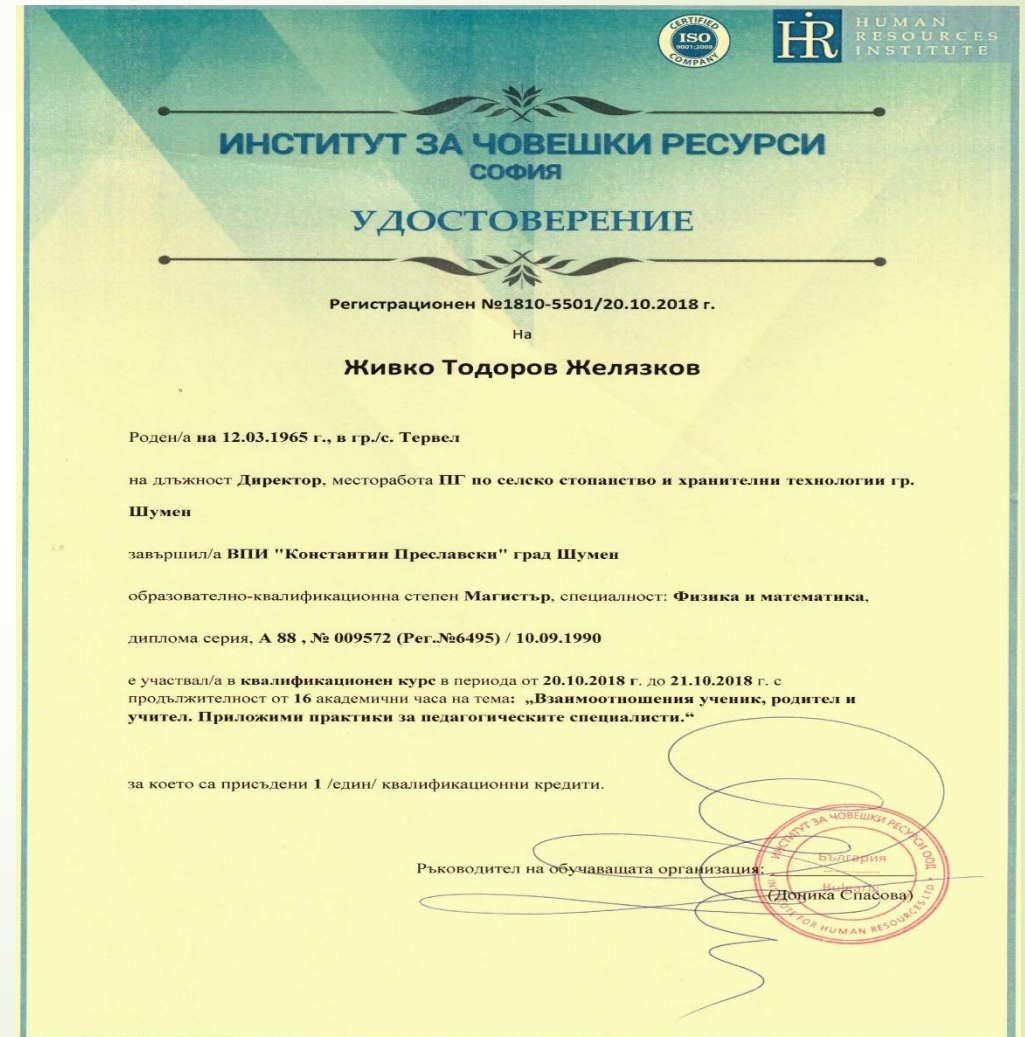 CERTIFIED
ISO
9001:2008
COMPANY
HR
HUMAN
RESOURCES
INSTITUTE
ИНСТИТУТ ЗА ЧОВЕШКИ РЕСУРСИ
СОФИЯ
УДОСТОВЕРЕНИЕ
Регистрационен №1810-5501/20.10.2018 г.
На
Живко Тодоров Желязков
Роден/а на 12.03.1965 г., в гр./с. Тервел
на длъжност Директор, месторабота ПГ по селско стопанство и хранителни технологии гр.
Шумен
завършил/а ВПИ "Константин Преславски" град Шумен
образователно-квалификационна степен Магистър, специалност: Физика и математика,
диплома серия, А 88 , № 009572 (Рег.№6495) / 10.09.1990
е участвал/а в квалификационен курс в периода от 20.10.2018 г. до 21.10.2018 г. с
продължителност от 16 академични часа на тема: „Взаимоотношения ученик, родител и
учител. Приложими практики за педагогическите специалисти.“
за което са присъдени 1 /един/ квалификационни кредити.
Ръководител на обучаващата организация:
(Доника Спасова)
ИНСТИТУТ ЗА ЧОВЕШКИ РЕСУРСИ ООД
България
Bulgaria
INSTITUTE FOR HUMAN RESOURCES LTD